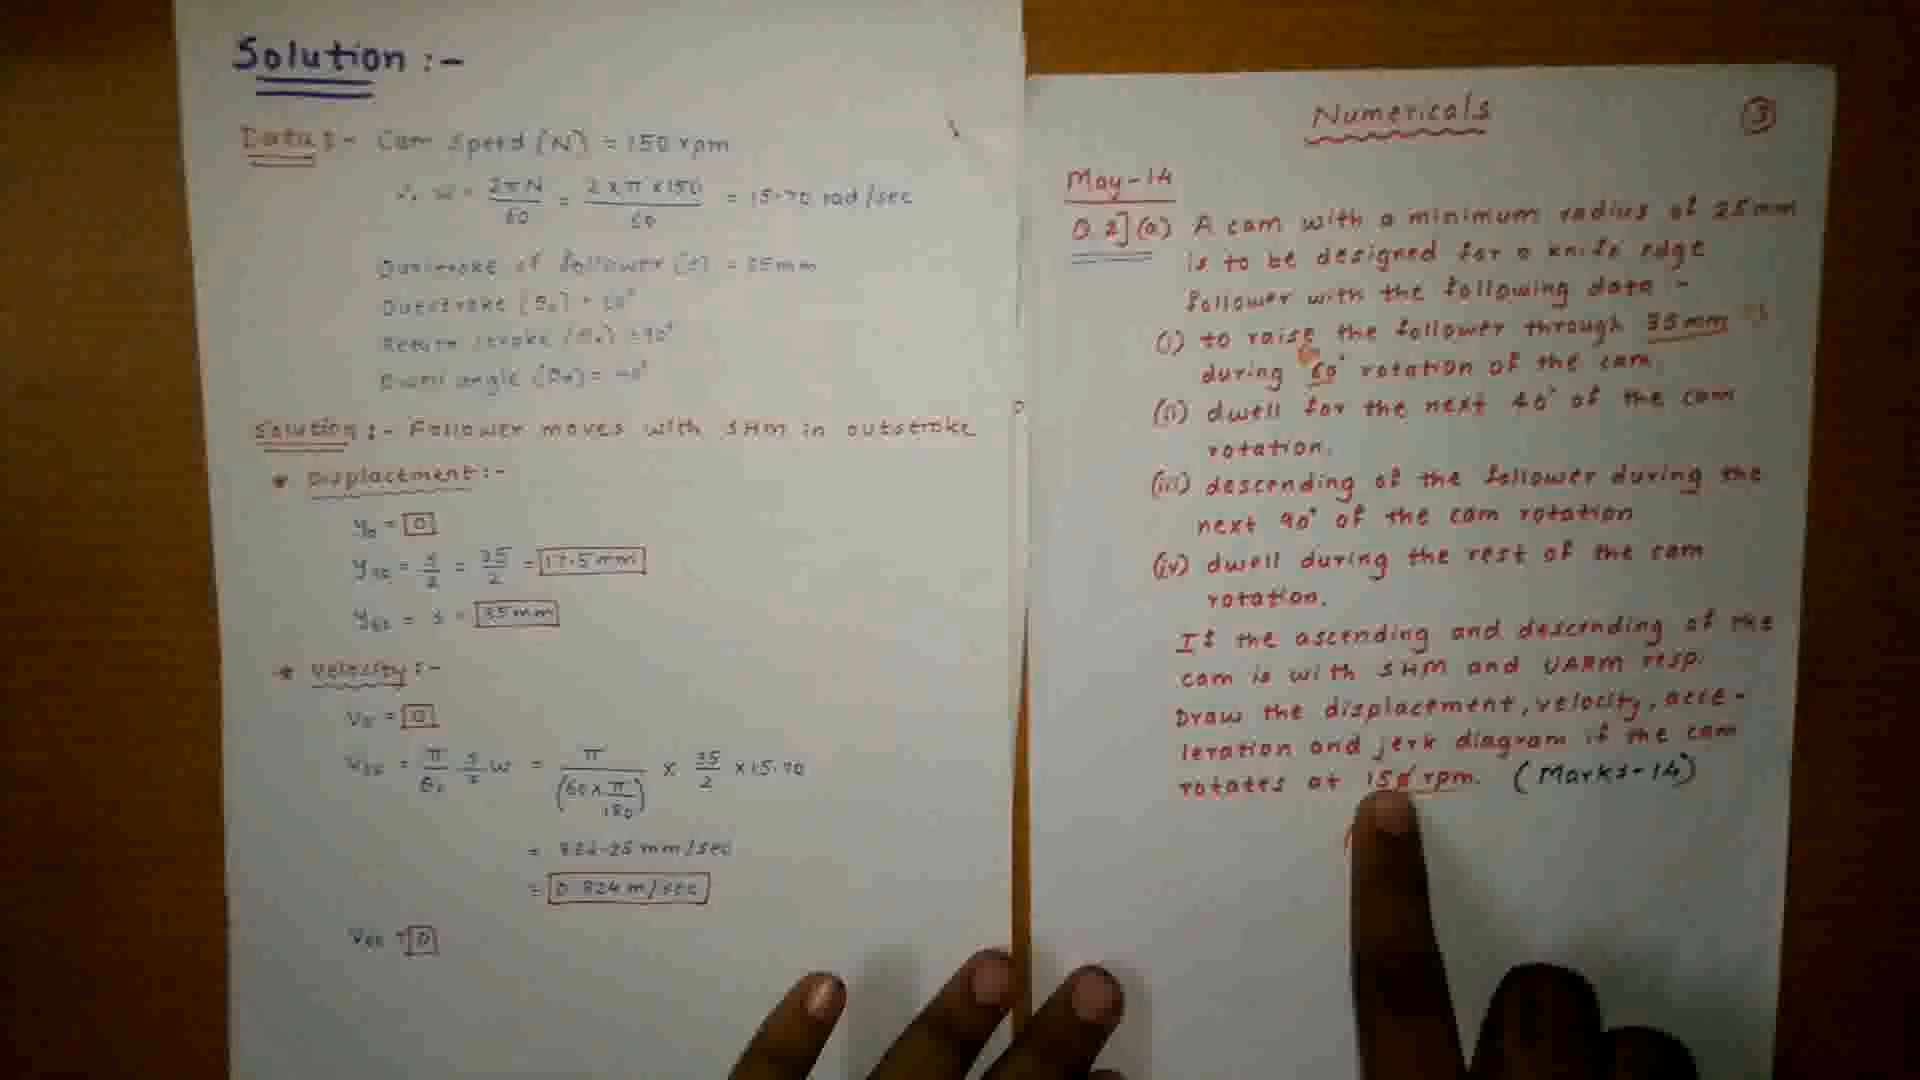 Solution :-
Data :- Cam Speed (N) = 150 rpm
∴ ω = 2πN/60 = 2 × π × 150/60 = 15.70 rad/sec
Outstroke of follower (s) = 35mm
Outstroke (θo) = 60°
Return stroke (θr) = 90°
Dwell angle = 40°
Solution :- Follower moves with SHM in outstroke
* Displacement :-
y0 = 0
y30 = s/2 = 35/2 = 17.5mm
y60 = s = 35mm
* Velocity :-
V0 = 0
V30 = π/θo s/2 ω = π/(60 × π/180) × 35/2 × 15.70
= 824.25 mm/sec
= 0.824 m/sec
V60 = 0
Numericals
3
May-14
Q.2] (a) A cam with a minimum radius of 25mm
is to be designed for a knife edge
follower with the following data -
(i) to raise the follower through 35mm
during 60° rotation of the cam.
(ii) dwell for the next 40° of the cam
rotation.
(iii) descending of the follower during the
next 90° of the cam rotation
(iv) dwell during the rest of the cam
rotation.
If the ascending and descending of the
cam is with SHM and UARM resp.
Draw the displacement, velocity, acce-
leration and jerk diagram if the cam
rotates at 150 rpm. (Marks-14)